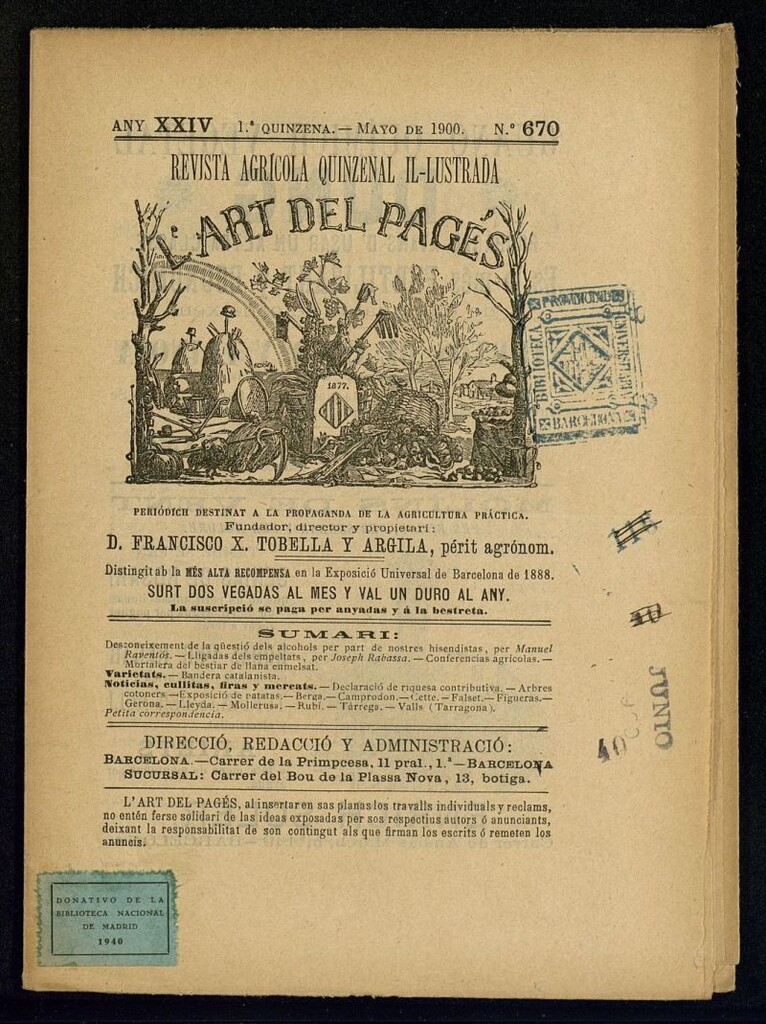 ANY XXIV 1.ª QUINZENA. — MAYO DE 1900. N.º 670
REVISTA AGRÍCOLA QUINZENAL IL-LUSTRADA
L'ART DEL PAGÉS
1877.
PERIÓDICH DESTINAT A LA PROPAGANDA DE LA AGRICULTURA PRÁCTICA.
Fundador, director y propietari:
D. FRANCISCO X. TOBELLA Y ARGILA, périt agrónom.
Distingit ab la MÉS ALTA RECOMPENSA en la Exposició Universal de Barcelona de 1888.
SURT DOS VEGADAS AL MES Y VAL UN DURO AL ANY.
La suscripció se paga per anyadas y á la bestreta.
SUMARI:
Desconeixement de la qüestió dels alcohols per part de nostres hisendistas, per Manuel
Raventós. — Lligadas dels empeltats, per Joseph Rabassa. — Conferencias agrícolas. —
Mortalera del bestiar de llana enmelsat.
Varietats. — Bandera catalanista.
Noticias, cullitas, firas y mercats. — Declaració de riquesa contributiva. — Arbres
cotoners — Exposició de patatas. — Berga. — Camprodon. — Cette. — Falset. — Figueras. —
Gerona. — Lleyda. — Mollerusa. — Rubí. — Tárrega. — Valls (Tarragona).
Petita correspondencia.
DIRECCIÓ, REDACCIÓ Y ADMINISTRACIÓ:
BARCELONA. — Carrer de la Primpcesa, 11 pral., 1.ª — BARCELONA
SUCURSAL: Carrer del Bou de la Plassa Nova, 13, botiga.
L'ART DEL PAGÉS, al insertar en sas planas los travalls individuals y reclams,
no entén ferse solidari de las ideas exposadas per sos respectius autors ó anunciants,
deixant la responsabilitat de son contingut als que firman los escrits ó remeten los
anuncis.
BIBLIOTECA
PROVINCIAL
UNIVERSITARIA
BARCELONA
JUNIO
DONATIVO DE LA
BIBLIOTECA NACIONAL
DE MADRID
1940